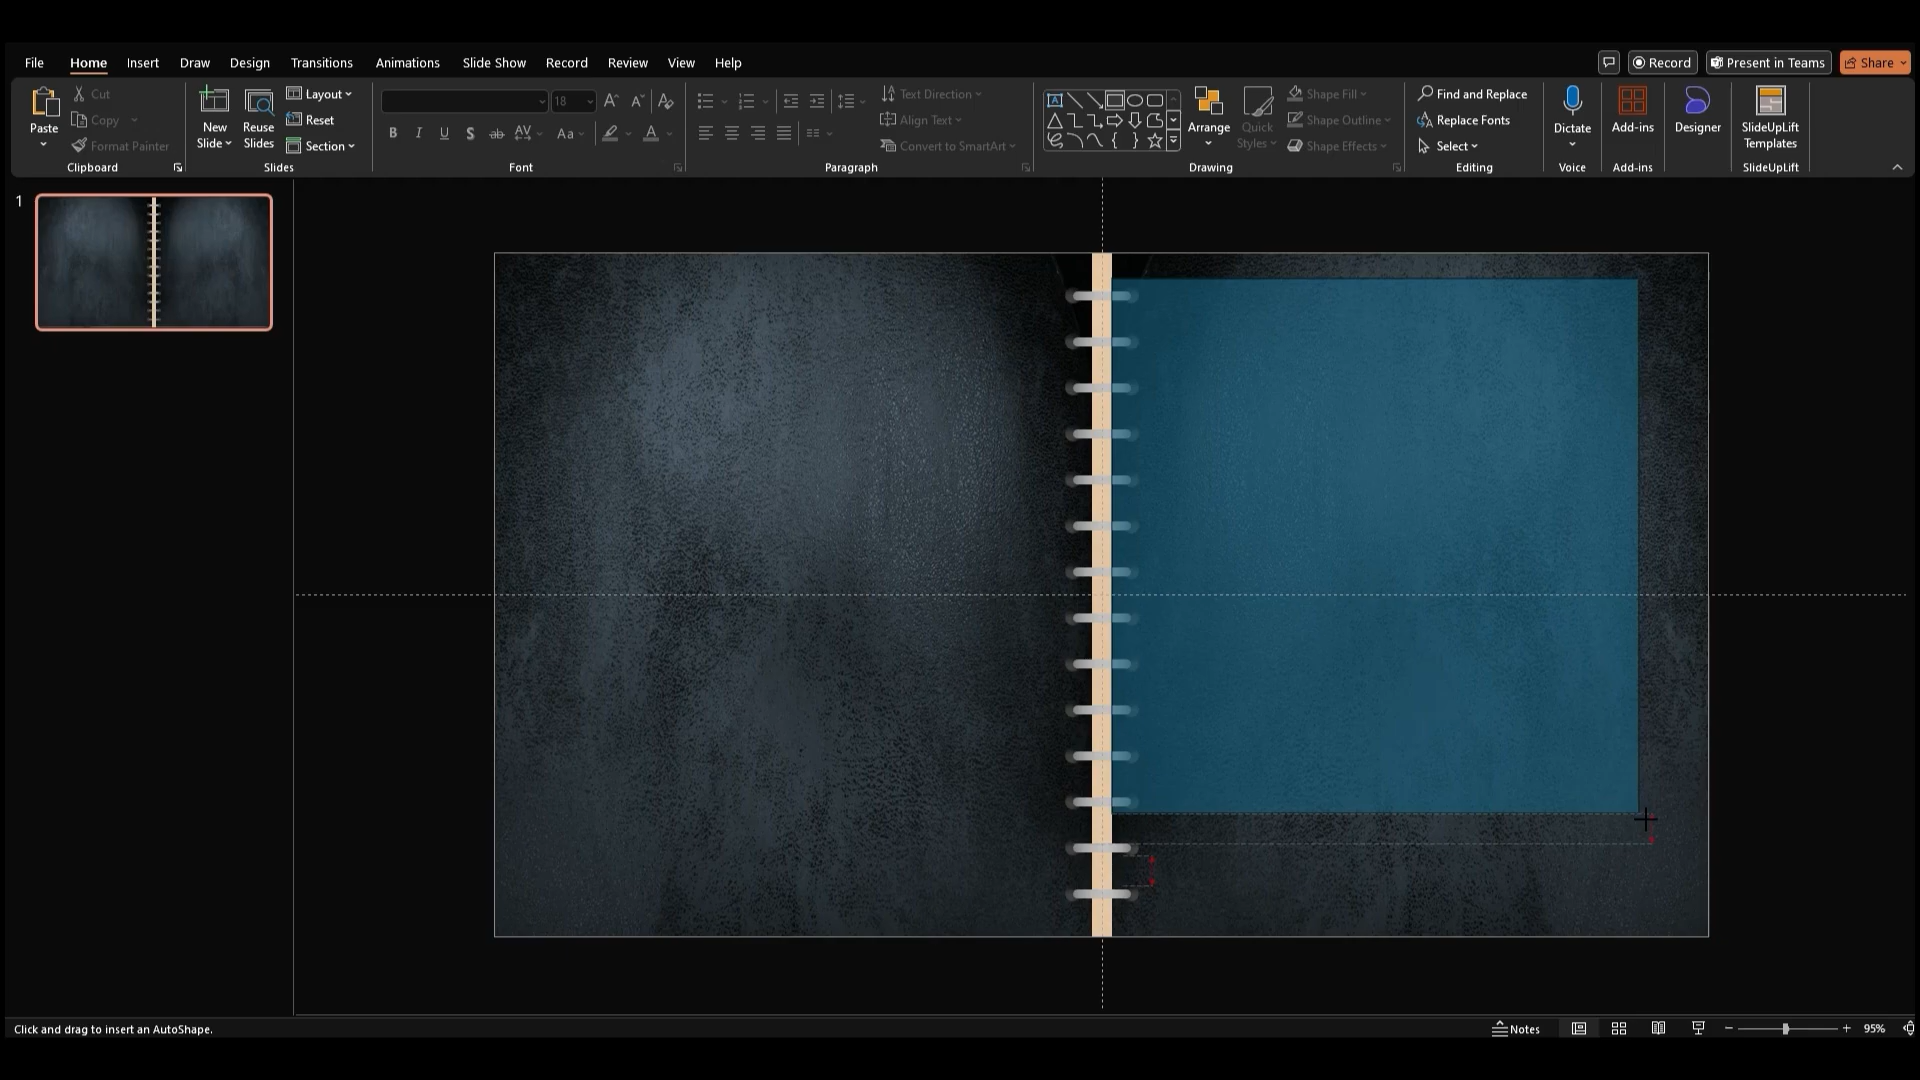 File Home Insert Draw Design Transitions Animations Slide Show Record Review View Help Record Present in Teams Share
Paste
Cut
Copy
Format Painter
Clipboard
New Slide
Reuse Slides
Layout
Reset
Section
Slides
18
B I U S ab AV Aa A
Font
Text Direction
Align Text
Convert to SmartArt
Paragraph
Arrange
Quick Styles
Shape Fill
Shape Outline
Shape Effects
Drawing
Find and Replace
Replace Fonts
Select
Editing
Dictate
Voice
Add-ins
Add-ins
Designer
SlideUpLift
Templates
SlideUpLift
1
Click and drag to insert an AutoShape.
Notes
95%